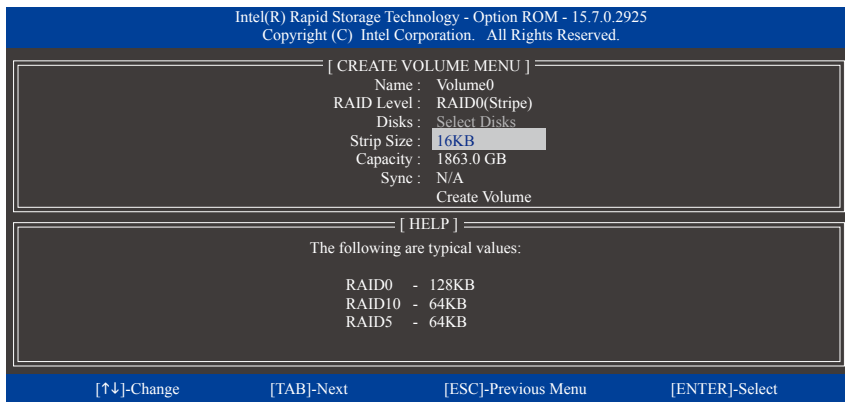 Intel(R) Rapid Storage Technology - Option ROM - 15.7.0.2925
Copyright (C) Intel Corporation. All Rights Reserved.
[ CREATE VOLUME MENU ]
Name : Volume0
RAID Level : RAID0(Stripe)
Disks : Select Disks
Strip Size : 16KB
Capacity : 1863.0 GB
Sync : N/A
Create Volume
[ HELP ]
The following are typical values:
RAID0 - 128KB
RAID10 - 64KB
RAID5 - 64KB
[↑↓]-Change [TAB]-Next [ESC]-Previous Menu [ENTER]-Select